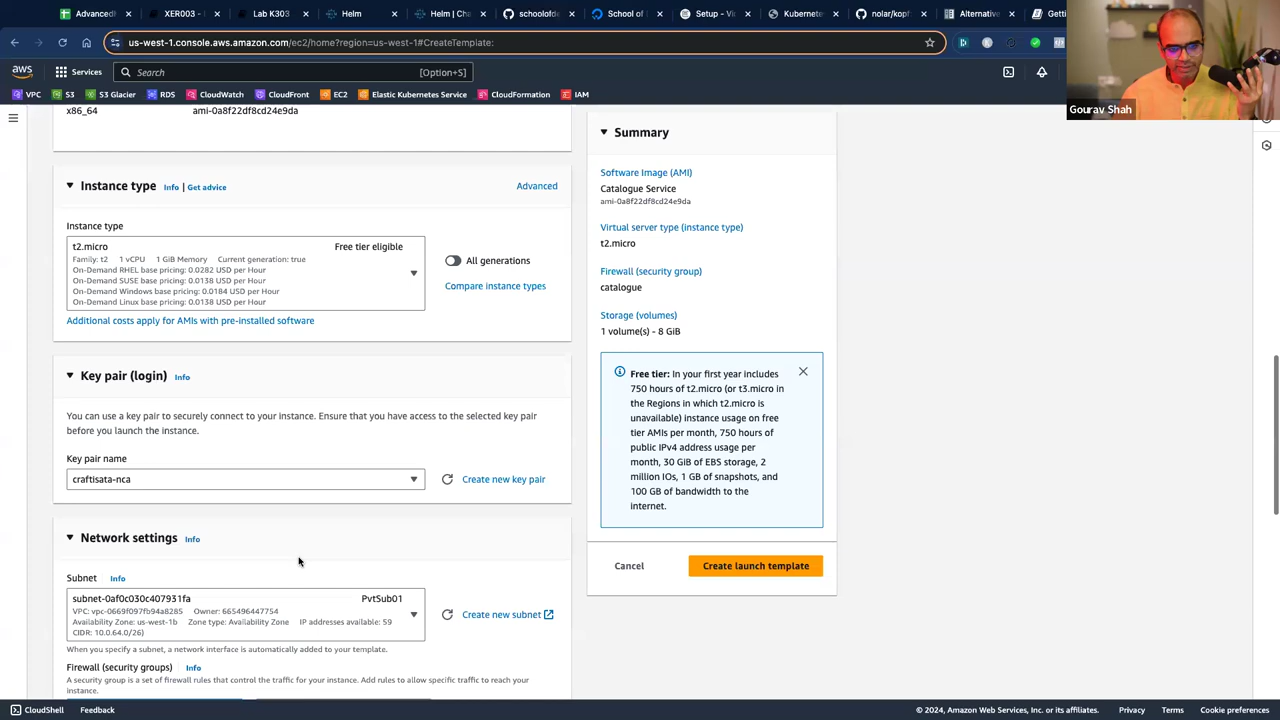 Advanced
XER003 -
Lab K303
Helm
Helm | Cha
schoolofde
School of
Setup - Vi
Kubernete
nolar/kopf
Alternative
Getti
us-west-1.console.aws.amazon.com/ec2/home?region=us-west-1#CreateTemplate:
aws
Services
Search
[Option+S]
VPC
S3
S3 Glacier
RDS
CloudWatch
CloudFront
EC2
Elastic Kubernetes Service
CloudFormation
IAM
Gourav Shah
x86_64
ami-0a8f22df8cd24e9da
Instance type
Info | Get advice
Advanced
Instance type
t2.micro
Free tier eligible
Family: t2 1 vCPU 1 GiB Memory Current generation: true
On-Demand RHEL base pricing: 0.0282 USD per Hour
On-Demand SUSE base pricing: 0.0138 USD per Hour
On-Demand Windows base pricing: 0.0184 USD per Hour
On-Demand Linux base pricing: 0.0138 USD per Hour
All generations
Compare instance types
Additional costs apply for AMIs with pre-installed software
Key pair (login)
Info
You can use a key pair to securely connect to your instance. Ensure that you have access to the selected key pair
before you launch the instance.
Key pair name
craftisata-nca
Create new key pair
Network settings
Info
Subnet
Info
subnet-0af0c030c407931fa
PvtSub01
VPC: vpc-0669f097fb94a8285 Owner: 665496447754
Availability Zone: us-west-1b Zone type: Availability Zone IP addresses available: 59
CIDR: 10.0.64.0/26)
Create new subnet
When you specify a subnet, a network interface is automatically added to your template.
Firewall (security groups)
Info
A security group is a set of firewall rules that control the traffic for your instance. Add rules to allow specific traffic to reach your
instance.
Summary
Software Image (AMI)
Catalogue Service
ami-0a8f22df8cd24e9da
Virtual server type (instance type)
t2.micro
Firewall (security group)
catalogue
Storage (volumes)
1 volume(s) - 8 GiB
Free tier: In your first year includes
750 hours of t2.micro (or t3.micro in
the Regions in which t2.micro is
unavailable) instance usage on free
tier AMIs per month, 750 hours of
public IPv4 address usage per
month, 30 GiB of EBS storage, 2
million IOs, 1 GB of snapshots, and
100 GB of bandwidth to the
internet.
Cancel
Create launch template
CloudShell
Feedback
© 2024, Amazon Web Services, Inc. or its affiliates.
Privacy
Terms
Cookie preferences